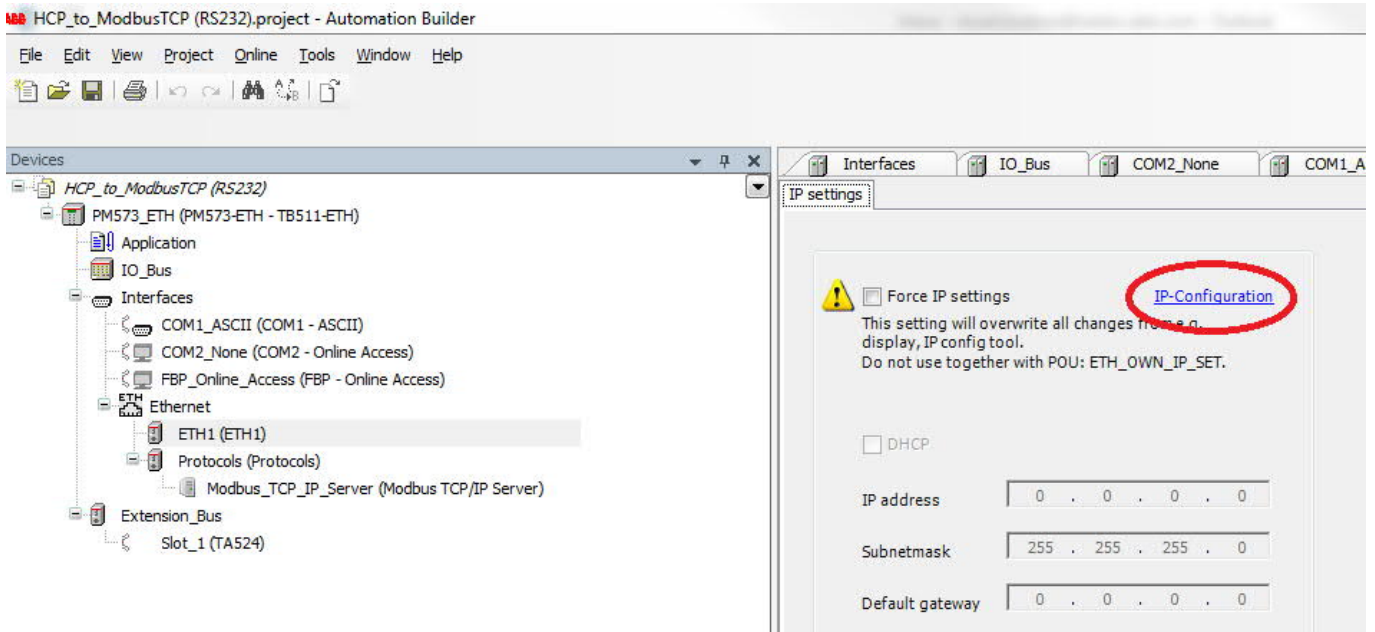 ABB HCP_to_ModbusTCP (RS232).project - Automation Builder
File Edit View Project Online Tools Window Help
Devices
HCP_to_ModbusTCP (RS232)
PM573_ETH (PM573-ETH - TB511-ETH)
Application
IO_Bus
Interfaces
COM1_ASCII (COM1 - ASCII)
COM2_None (COM2 - Online Access)
FBP_Online_Access (FBP - Online Access)
ETH
Ethernet
ETH1 (ETH1)
Protocols (Protocols)
Modbus_TCP_IP_Server (Modbus TCP/IP Server)
Extension_Bus
Slot_1 (TA524)
Interfaces IO_Bus COM2_None COM1_A
IP settings
Force IP settings IP-Configuration
This setting will overwrite all changes from e.g.
display, IP config tool.
Do not use together with POU: ETH_OWN_IP_SET.
DHCP
IP address 0 . 0 . 0 . 0
Subnetmask 255 . 255 . 255 . 0
Default gateway 0 . 0 . 0 . 0